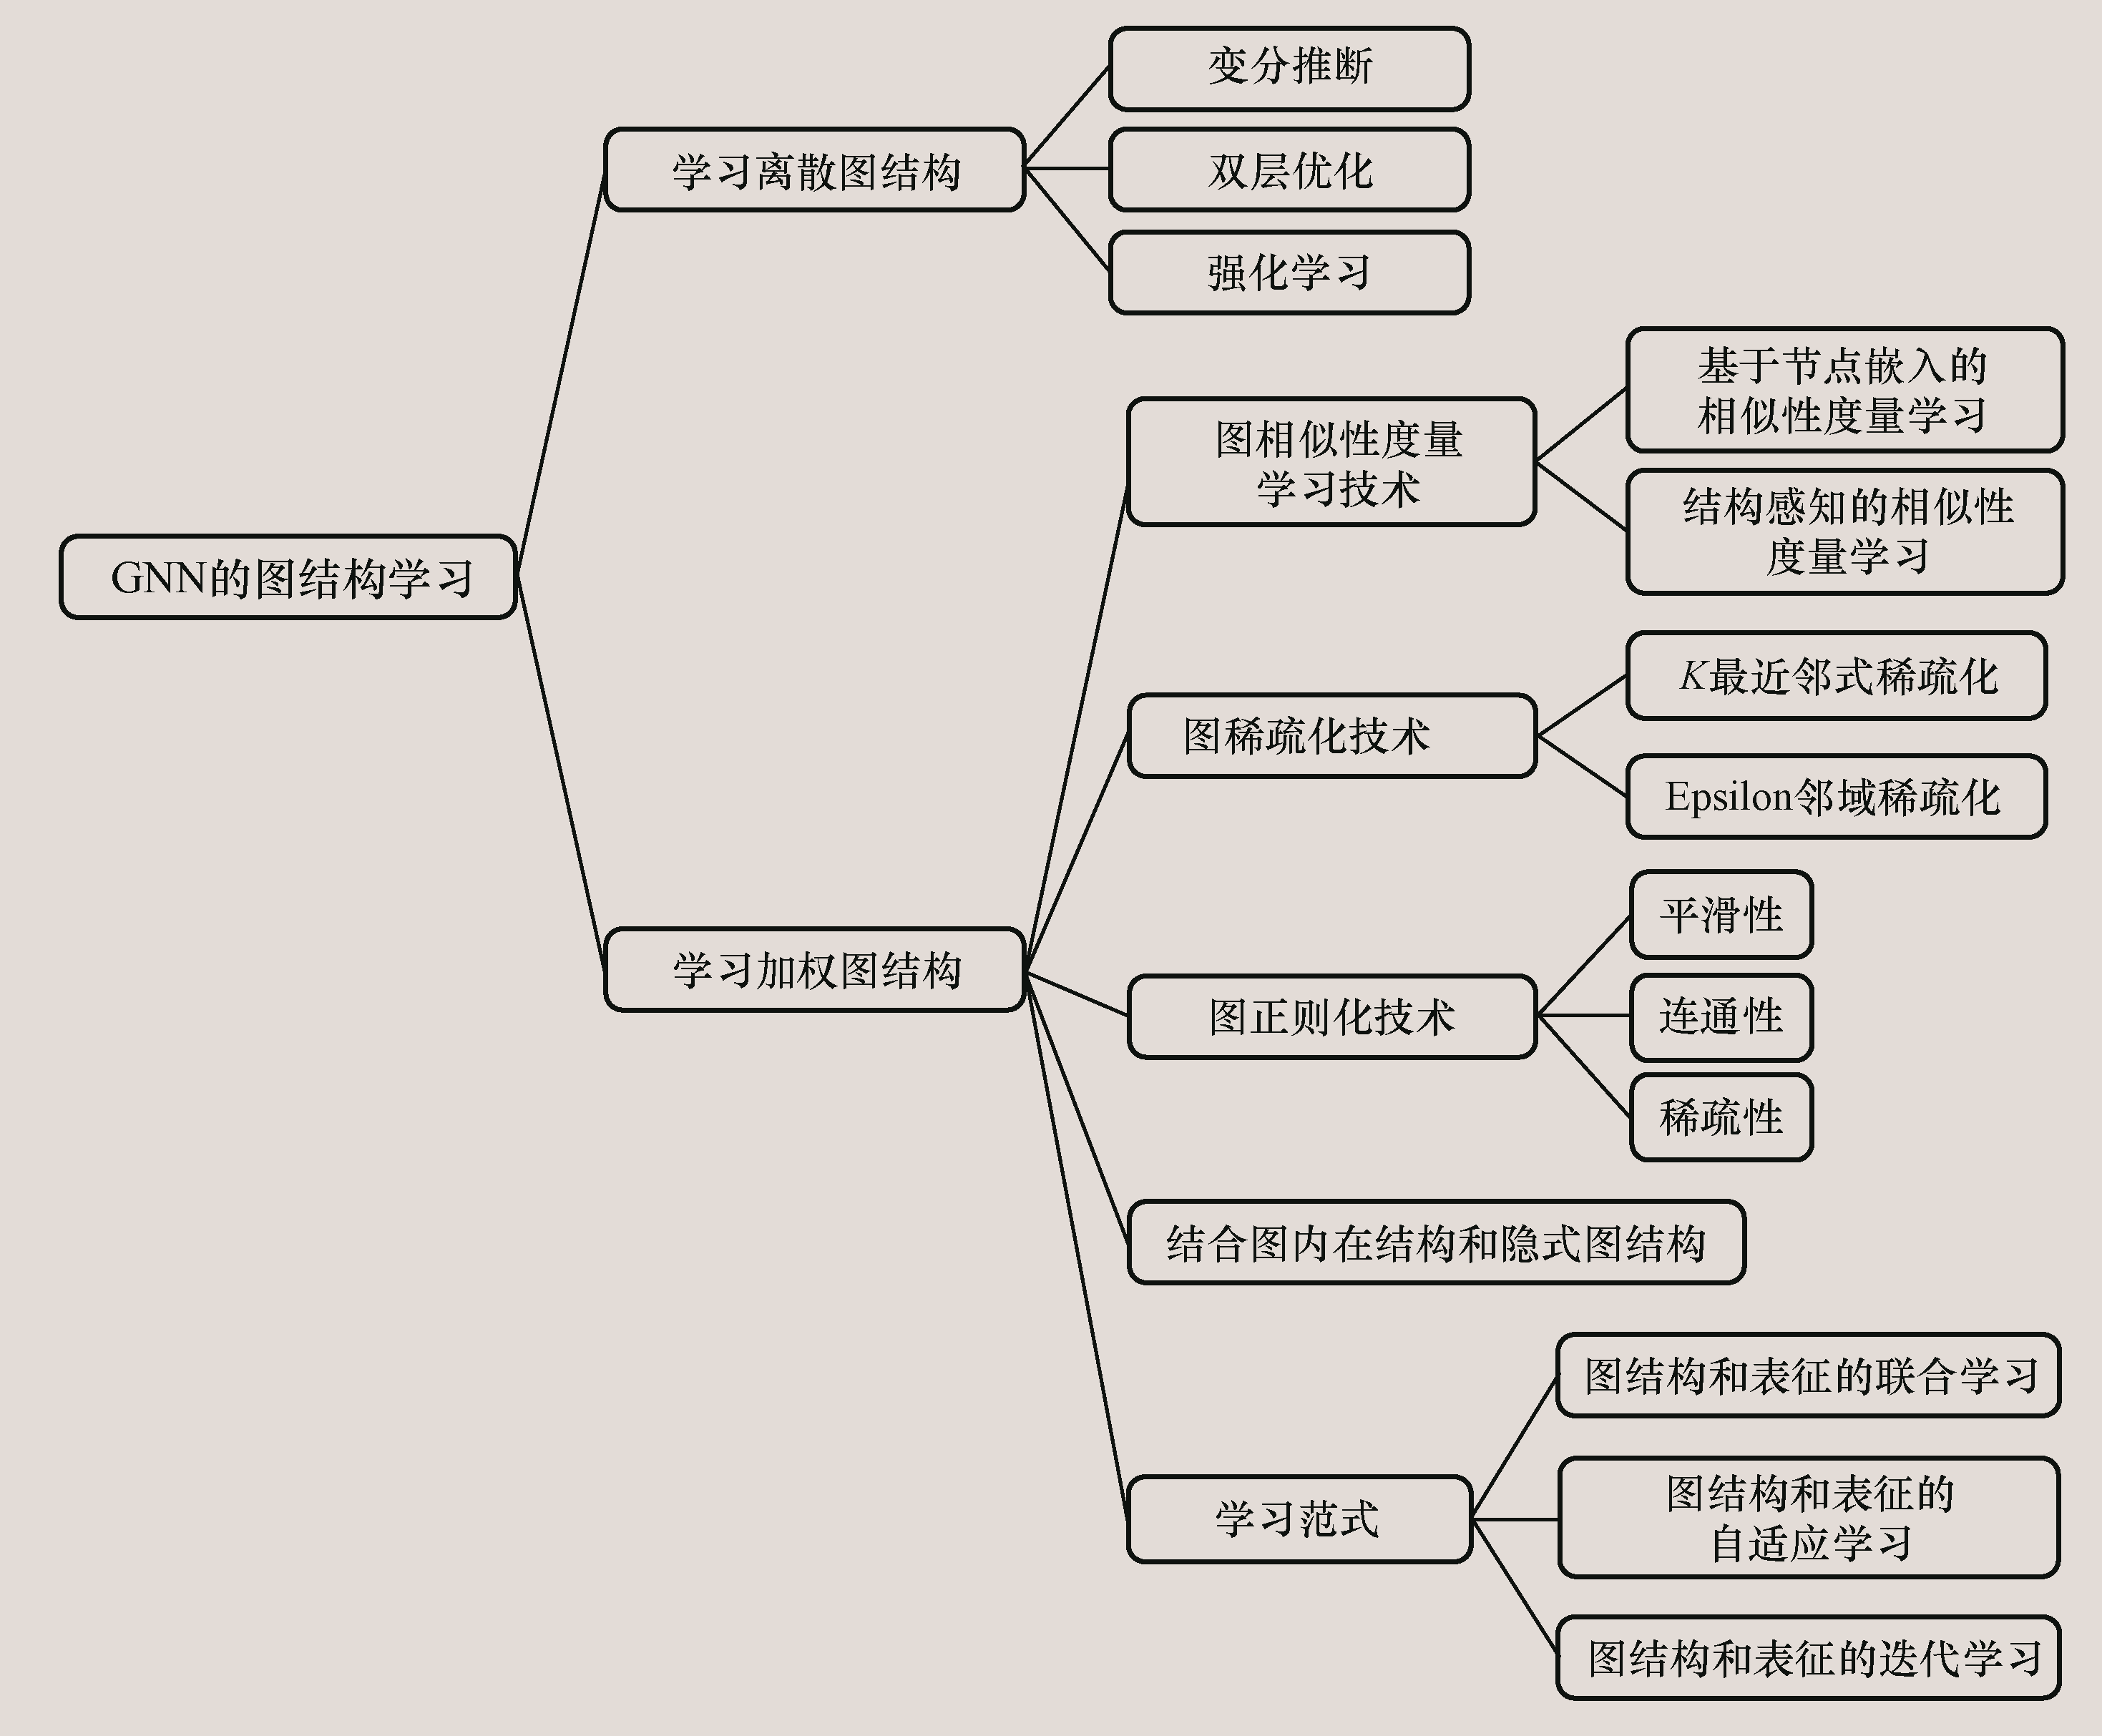 变分推断
学习离散图结构
双层优化
强化学习
基于节点嵌入的
相似性度量学习
图相似性度量
学习技术
结构感知的相似性
度量学习
GNN的图结构学习
K最近邻式稀疏化
图稀疏化技术
Epsilon邻域稀疏化
平滑性
学习加权图结构
图正则化技术
连通性
稀疏性
结合图内在结构和隐式图结构
图结构和表征的联合学习
学习范式
图结构和表征的
自适应学习
图结构和表征的迭代学习